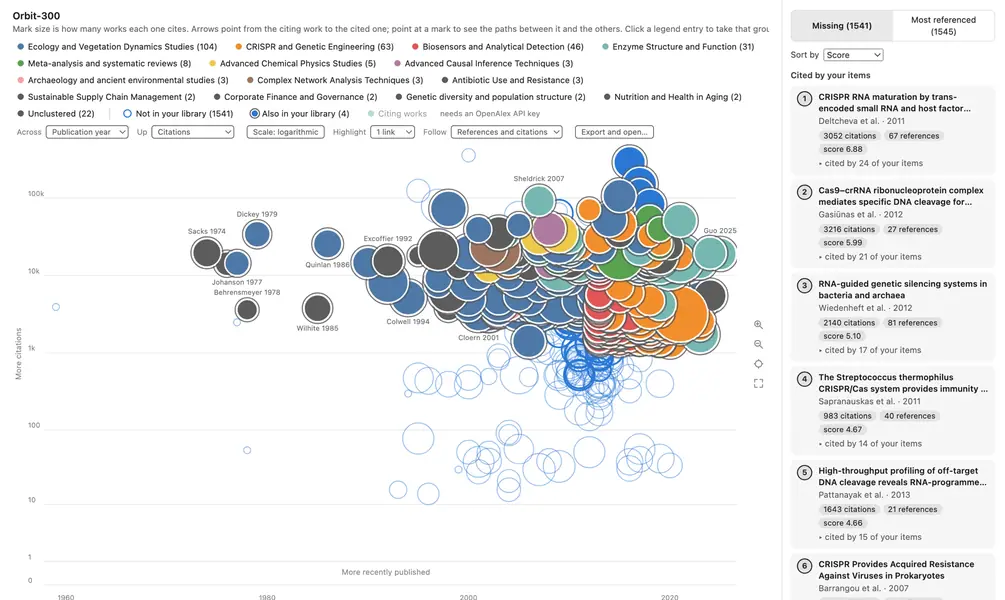 Orbit-300
Mark size is how many works each one cites. Arrows point from the citing work to the cited one; point at a mark to see the paths between it and the others. Click a legend entry to take that grou
Ecology and Vegetation Dynamics Studies (104)
CRISPR and Genetic Engineering (63)
Biosensors and Analytical Detection (46)
Enzyme Structure and Function (31)
Meta-analysis and systematic reviews (8)
Advanced Chemical Physics Studies (5)
Advanced Causal Inference Techniques (3)
Archaeology and ancient environmental studies (3)
Complex Network Analysis Techniques (3)
Antibiotic Use and Resistance (3)
Sustainable Supply Chain Management (2)
Corporate Finance and Governance (2)
Genetic diversity and population structure (2)
Nutrition and Health in Aging (2)
Unclustered (22)
Not in your library (1541)
Also in your library (4)
Citing works
needs an OpenAlex API key
Across
Publication year
Up
Citations
Scale: logarithmic
Highlight
1 link
Follow
References and citations
Export and open...
More citations
100k
10k
1k
100
10
1
0
Sheldrick 2007
Dickey 1979
Sacks 1974
Excoffier 1992
Guo 2025
Quinlan 1986
Johanson 1977
Behrensmeyer 1978
Colwell 1994
Wilhite 1985
Cloern 2001
More recently published
1960
1980
2000
2020
Missing (1541)
Most referenced
(1545)
Sort by
Score
Cited by your items
1
CRISPR RNA maturation by trans-
encoded small RNA and host factor...
Deltcheva et al. · 2011
3052 citations
67 references
score 6.88
cited by 24 of your items
2
Cas9–crRNA ribonucleoprotein complex
mediates specific DNA cleavage for...
Gasiūnas et al. · 2012
3216 citations
27 references
score 5.99
cited by 21 of your items
3
RNA-guided genetic silencing systems in
bacteria and archaea
Wiedenheft et al. · 2012
2140 citations
81 references
score 5.10
cited by 17 of your items
4
The Streptococcus thermophilus
CRISPR/Cas system provides immunity ...
Sapranauskas et al. · 2011
983 citations
40 references
score 4.67
cited by 14 of your items
5
High-throughput profiling of off-target
DNA cleavage reveals RNA-programme...
Pattanayak et al. · 2013
1643 citations
21 references
score 4.66
cited by 15 of your items
6
CRISPR Provides Acquired Resistance
Against Viruses in Prokaryotes
Barrangou et al. · 2007